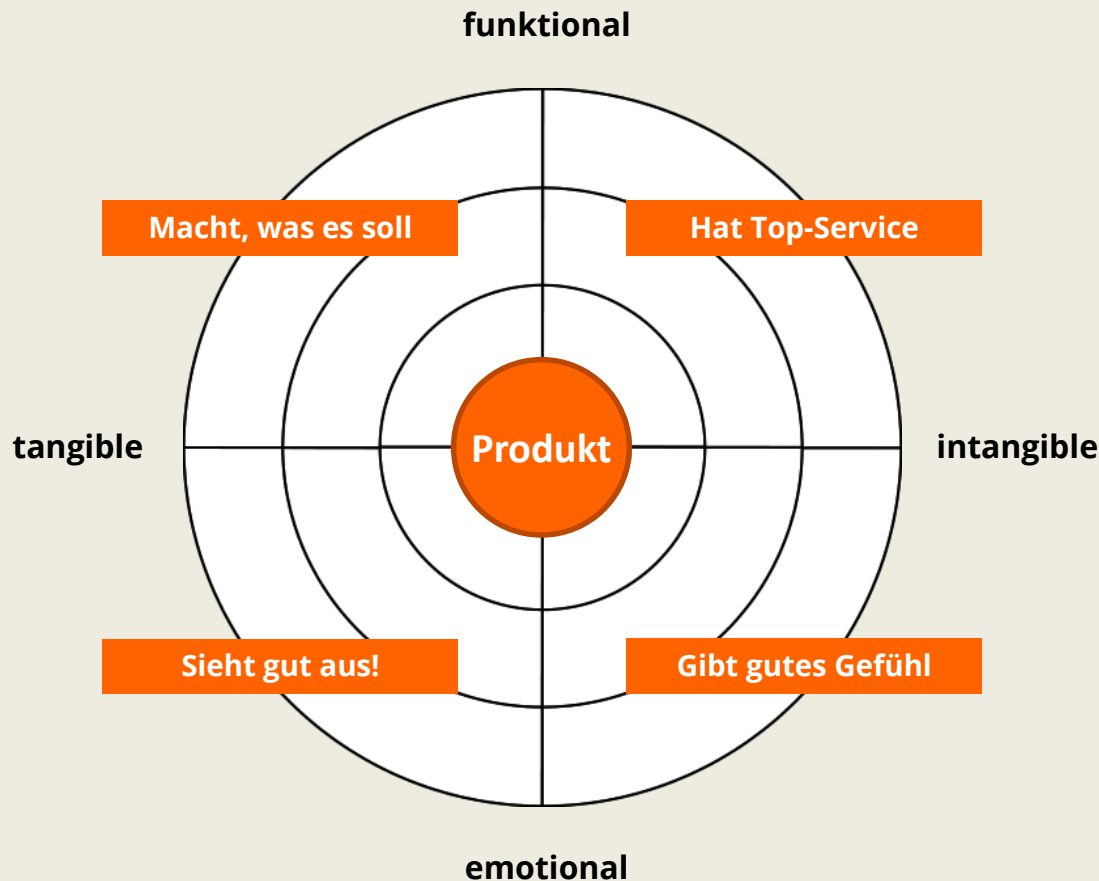 funktional
Macht, was es soll
Hat Top-Service
tangible
Produkt
intangible
Sieht gut aus!
Gibt gutes Gefühl
emotional